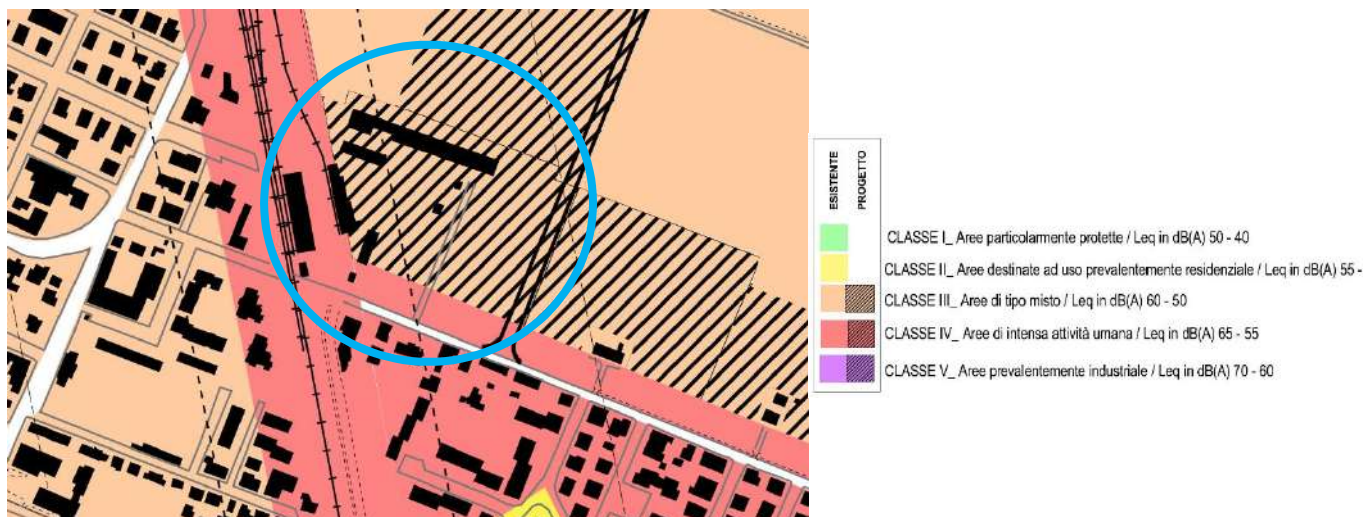 ESISTENTE
PROGETTO
CLASSE I_ Aree particolarmente protette / Leq in dB(A) 50 - 40
CLASSE II_ Aree destinate ad uso prevalentemente residenziale / Leq in dB(A) 55 -
CLASSE III_ Aree di tipo misto / Leq in dB(A) 60 - 50
CLASSE IV_ Aree di intensa attività umana / Leq in dB(A) 65 - 55
CLASSE V_ Aree prevalentemente industriale / Leq in dB(A) 70 - 60